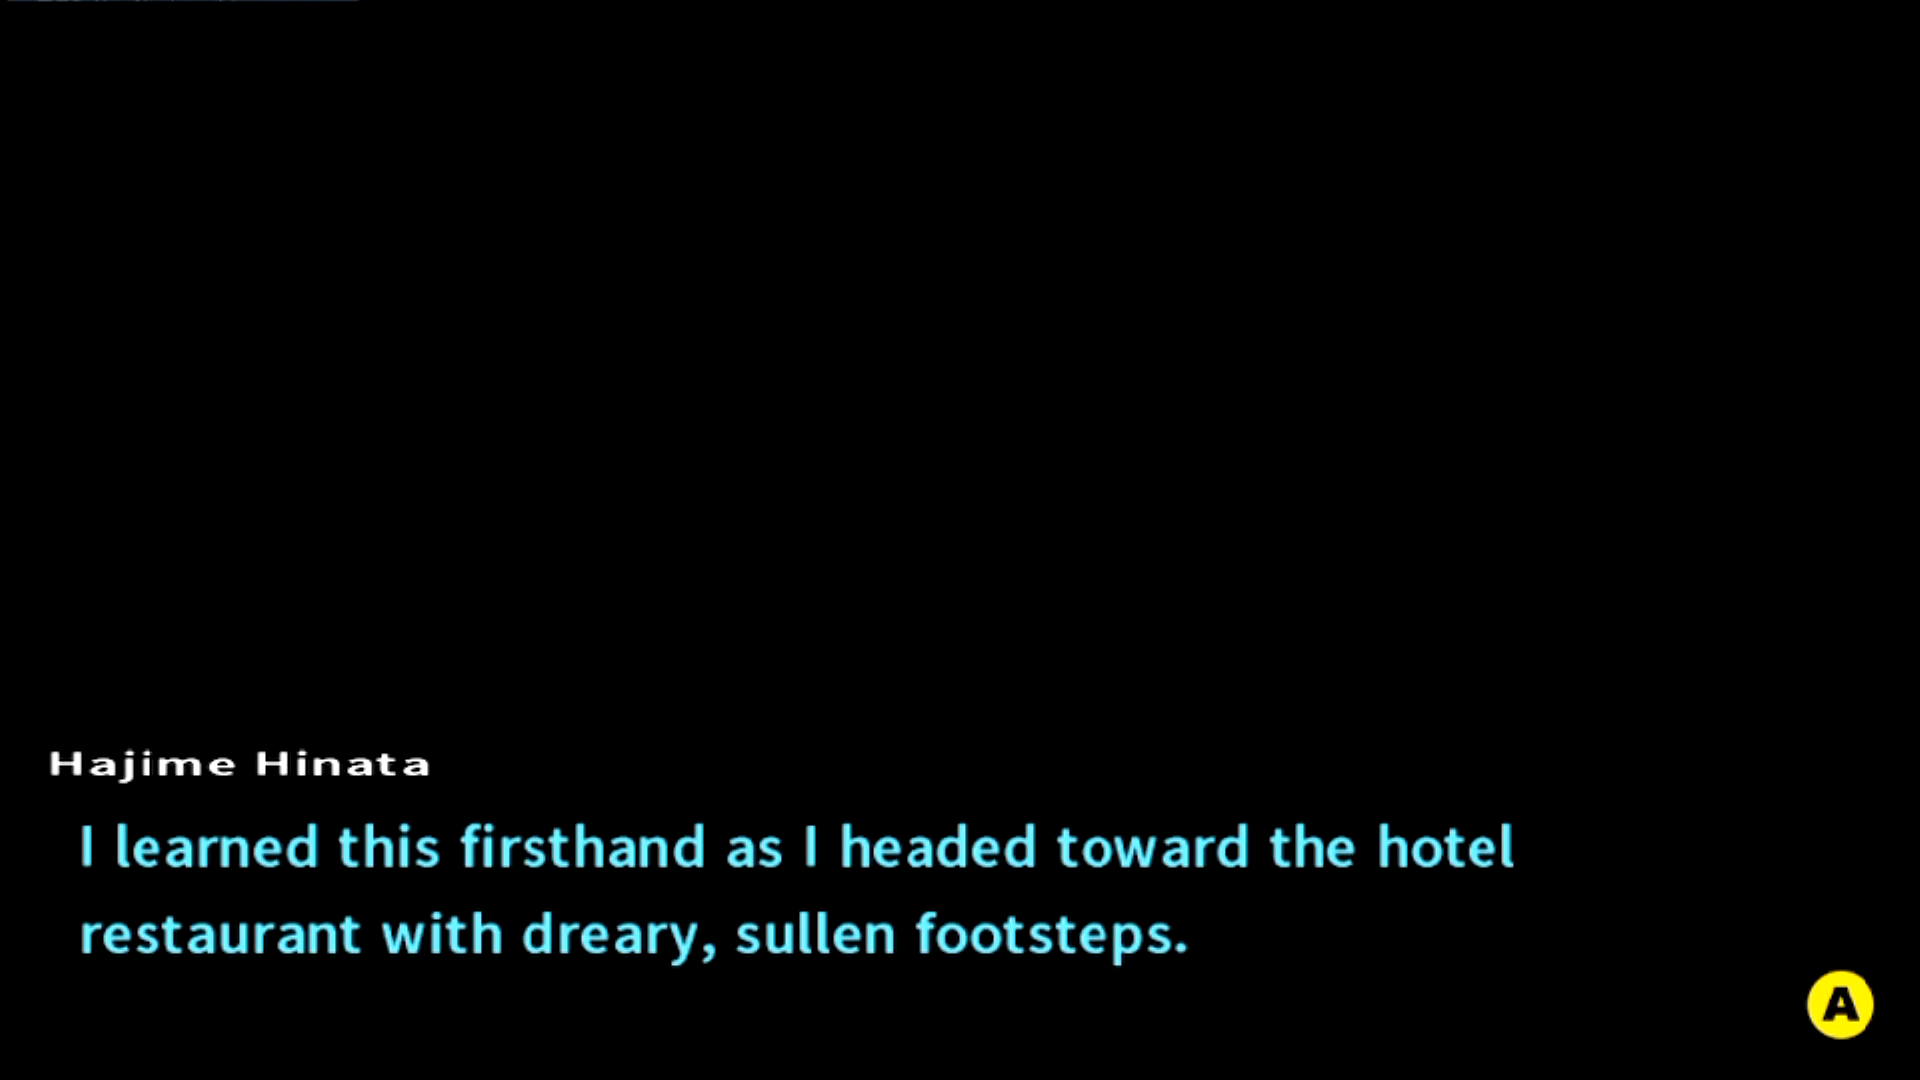 Hajime Hinata
I learned this firsthand as I headed toward the hotel
restaurant with dreary, sullen footsteps.
A